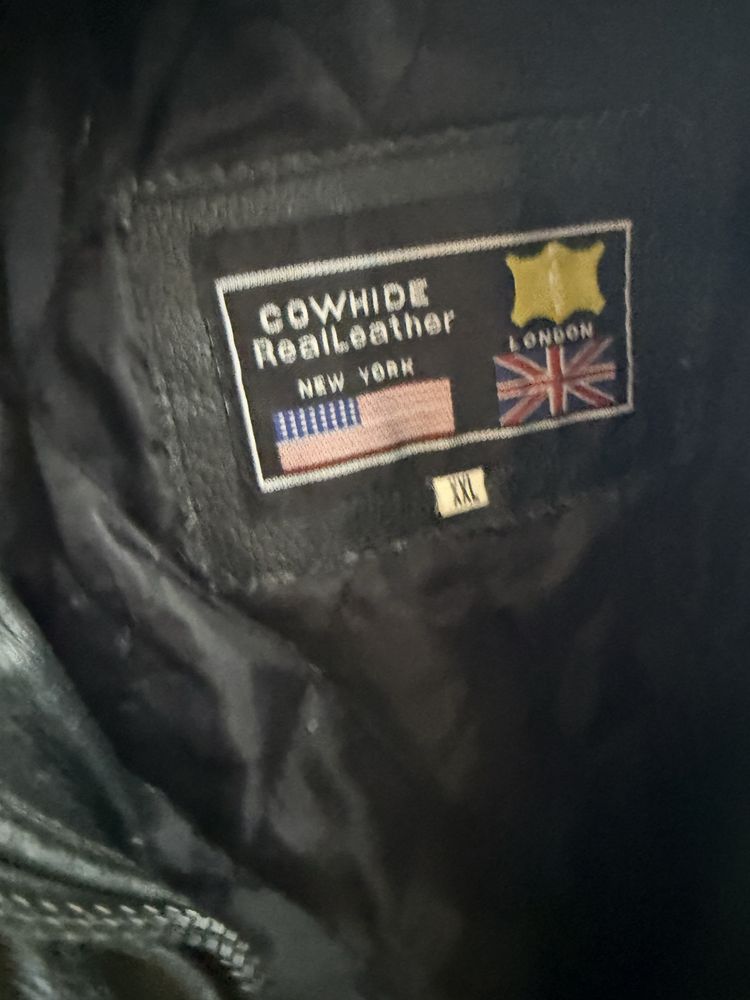 COWHIDE
RealLeather
NEW YORK
LONDON
XXL